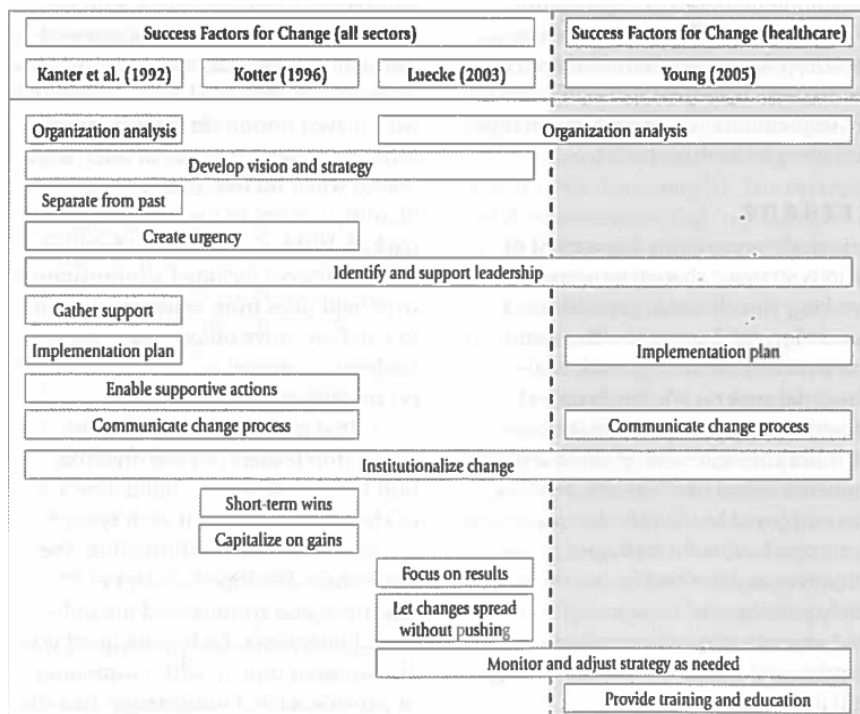 Success Factors for Change (all sectors)
Success Factors for Change (healthcare)
Kanter et al. (1992)
Kotter (1996)
Luecke (2003)
Young (2005)
Organization analysis
Organization analysis
Develop vision and strategy
Separate from past
Create urgency
Identify and support leadership
Gather support
Implementation plan
Implementation plan
Enable supportive actions
Communicate change process
Communicate change process
Institutionalize change
Short-term wins
Capitalize on gains
Focus on results
Let changes spread
without pushing
Monitor and adjust strategy as needed
Provide training and education